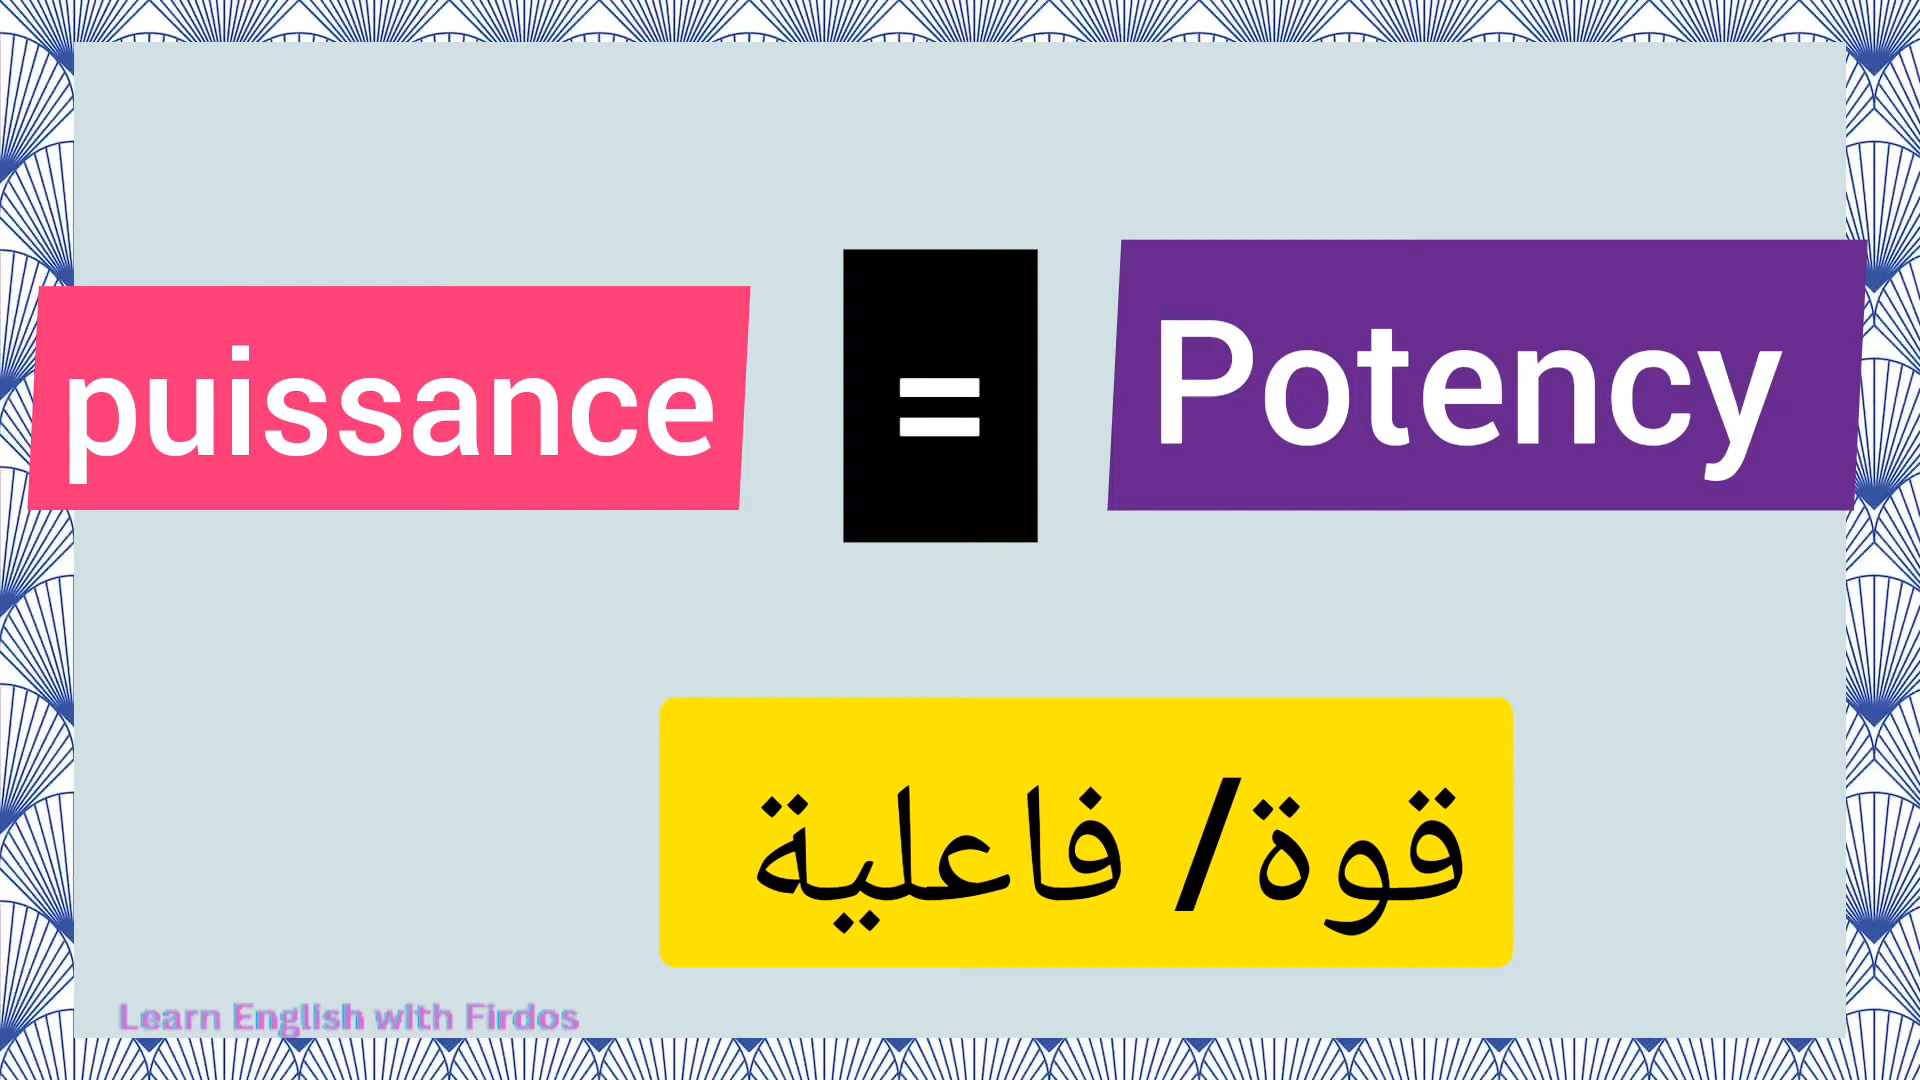 puissance = Potency
قوة/ فاعلية
Learn English with Firdos